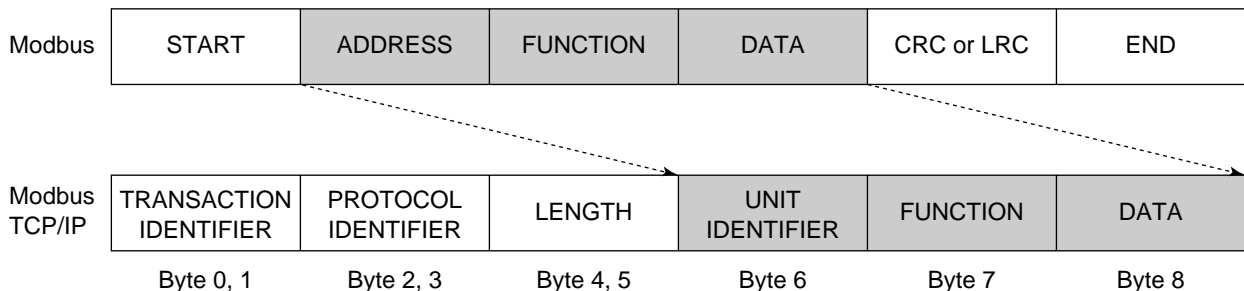 Modbus START ADDRESS FUNCTION DATA CRC or LRC END
Modbus TCP/IP
TRANSACTION IDENTIFIER
PROTOCOL IDENTIFIER
LENGTH
UNIT IDENTIFIER
FUNCTION
DATA
Byte 0, 1 Byte 2, 3 Byte 4, 5 Byte 6 Byte 7 Byte 8